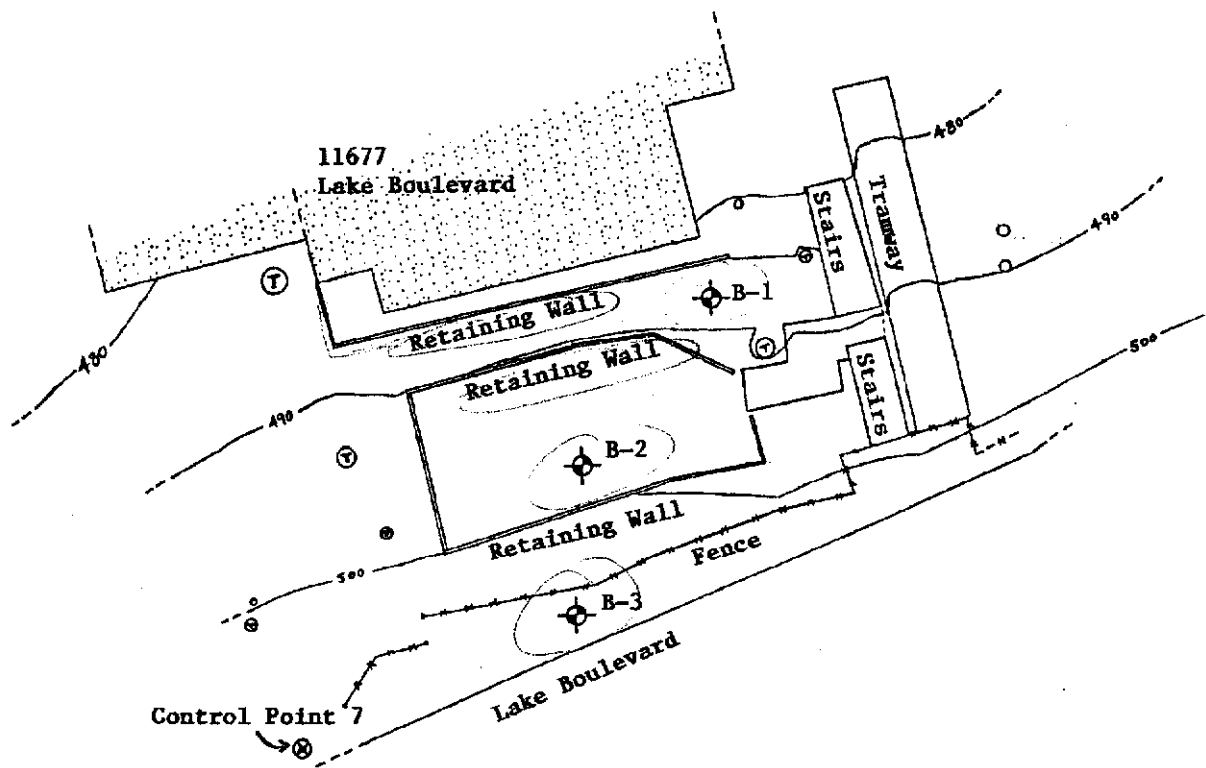 11677
Lake Boulevard
480
Stairs
Tramway
490
T
Retaining Wall
B-1
480
Retaining Wall
T
500
490
Stairs
T
B-2
Retaining Wall
Fence
500
B-3
Lake Boulevard
Control Point 7